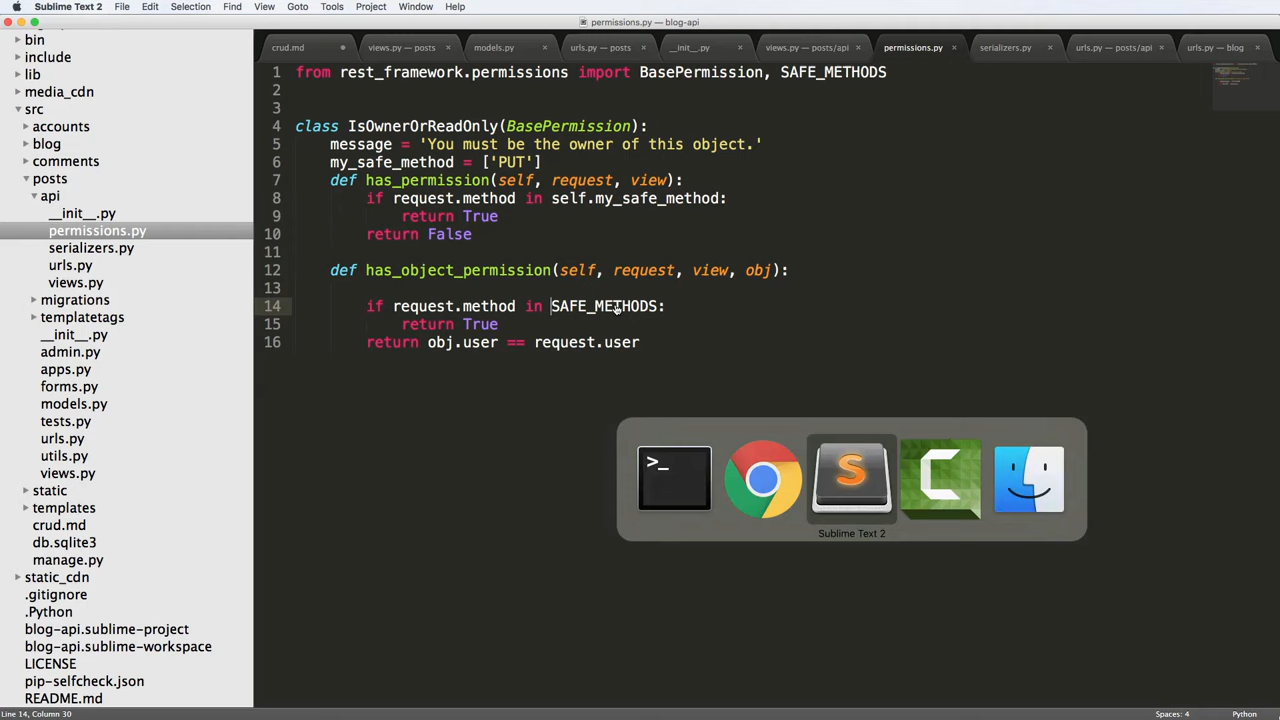 Sublime Text 2 File Edit Selection Find View Goto Tools Project Window Help
permissions.py — blog-api
crud.md views.py — posts models.py urls.py — posts __init__.py views.py — posts/api permissions.py serializers.py urls.py — posts/api urls.py — blog
bin
include
lib
media_cdn
src
accounts
blog
comments
posts
api
__init__.py
permissions.py
serializers.py
urls.py
views.py
migrations
templatetags
__init__.py
admin.py
apps.py
forms.py
models.py
tests.py
urls.py
utils.py
views.py
static
templates
crud.md
db.sqlite3
manage.py
static_cdn
.gitignore
.Python
blog-api.sublime-project
blog-api.sublime-workspace
LICENSE
pip-selfcheck.json
README.md
1 from rest_framework.permissions import BasePermission, SAFE_METHODS
2
3
4 class IsOwnerOrReadOnly(BasePermission):
5 message = 'You must be the owner of this object.'
6 my_safe_method = ['PUT']
7 def has_permission(self, request, view):
8 if request.method in self.my_safe_method:
9 return True
10 return False
11
12 def has_object_permission(self, request, view, obj):
13
14 if request.method in SAFE_METHODS:
15 return True
16 return obj.user == request.user
>_
S
C
Sublime Text 2
Line 14, Column 30 Spaces: 4 Python